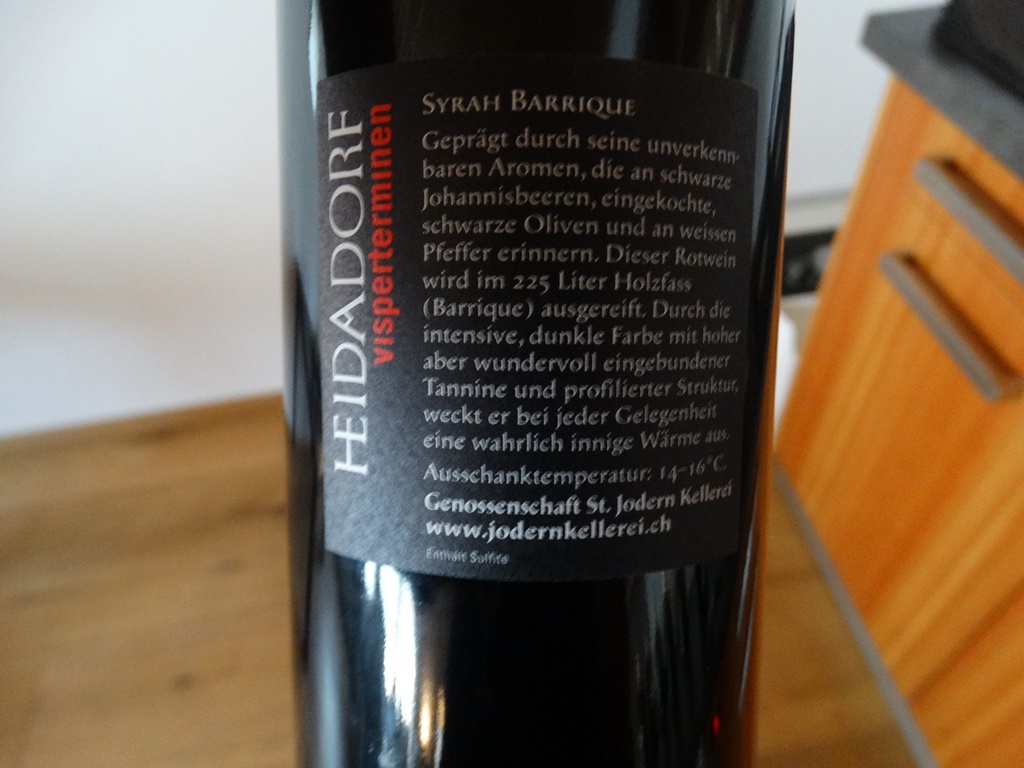 HEIDADORF
visperterminen
SYRAH BARRIQUE
Geprägt durch seine unverkenn-
baren Aromen, die an schwarze
Johannisbeeren, eingekochte,
schwarze Oliven und an weissen
Pfeffer erinnern. Dieser Rotwein
wird im 225 Liter Holzfass
(Barrique) ausgereift. Durch die
intensive, dunkle Farbe mit hoher
aber wundervoll eingebundener
Tannine und profilierter Struktur,
weckt er bei jeder Gelegenheit
eine wahrlich innige Wärme aus.
Ausschanktemperatur: 14–16°C.
Genossenschaft St. Jodern Kellerei
www.jodernkellerei.ch
Enthält Sulfite